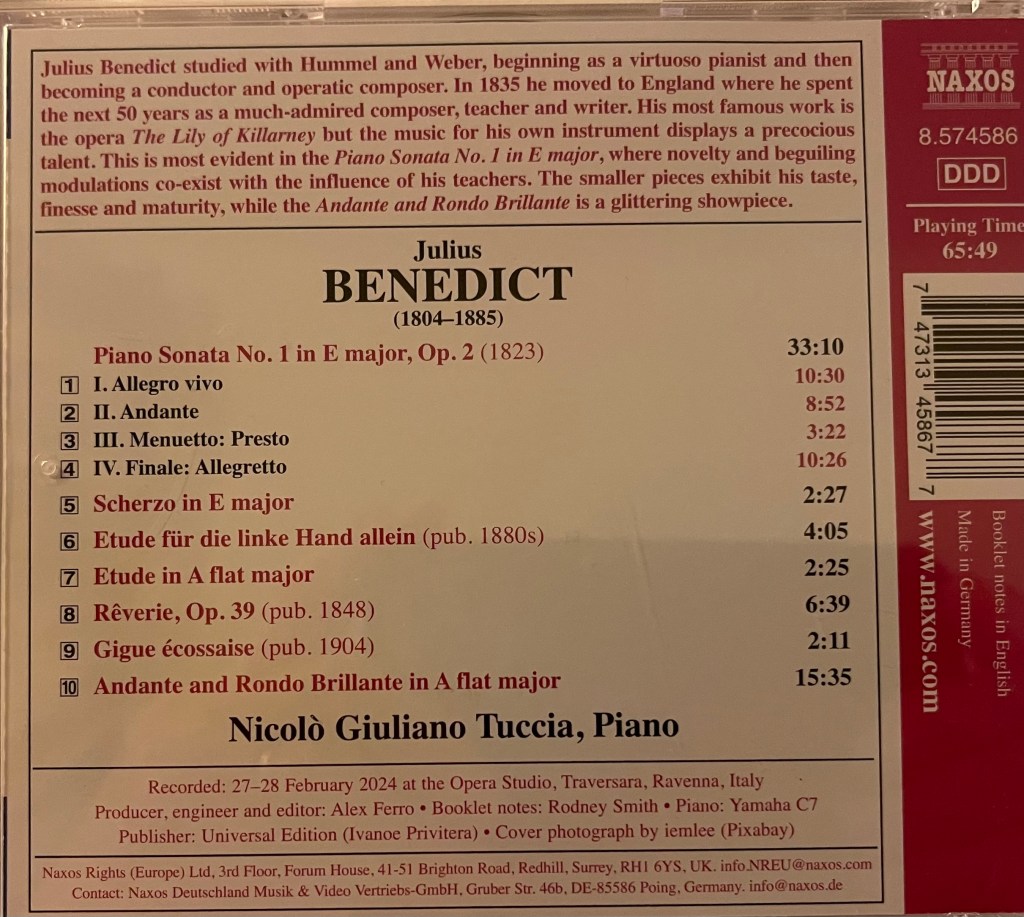 Julius Benedict studied with Hummel and Weber, beginning as a virtuoso pianist and then
becoming a conductor and operatic composer. In 1835 he moved to England where he spent
the next 50 years as a much-admired composer, teacher and writer. His most famous work is
the opera The Lily of Killarney but the music for his own instrument displays a precocious
talent. This is most evident in the Piano Sonata No. 1 in E major, where novelty and beguiling
modulations co-exist with the influence of his teachers. The smaller pieces exhibit his taste,
finesse and maturity, while the Andante and Rondo Brillante is a glittering showpiece.
Julius
BENEDICT
(1804–1885)
Piano Sonata No. 1 in E major, Op. 2 (1823) 33:10
1 I. Allegro vivo 10:30
2 II. Andante 8:52
3 III. Menuetto: Presto 3:22
4 IV. Finale: Allegretto 10:26
5 Scherzo in E major 2:27
6 Etude für die linke Hand allein (pub. 1880s) 4:05
7 Etude in A flat major 2:25
8 Rêverie, Op. 39 (pub. 1848) 6:39
9 Gigue écossaise (pub. 1904) 2:11
10 Andante and Rondo Brillante in A flat major 15:35
Nicolò Giuliano Tuccia, Piano
Recorded: 27–28 February 2024 at the Opera Studio, Traversara, Ravenna, Italy
Producer, engineer and editor: Alex Ferro • Booklet notes: Rodney Smith • Piano: Yamaha C7
Publisher: Universal Edition (Ivanoe Privitera) • Cover photograph by iemlee (Pixabay)
Naxos Rights (Europe) Ltd, 3rd Floor, Forum House, 41-51 Brighton Road, Redhill, Surrey, RH1 6YS, UK. info.NREU@naxos.com
Contact: Naxos Deutschland Musik & Video Vertriebs-GmbH, Gruber Str. 46b, DE-85586 Poing, Germany. info@naxos.de
NAXOS
8.574586
DDD
Playing Time
65:49
7 47313 45867 7
Booklet notes in English
Made in Germany
www.naxos.com